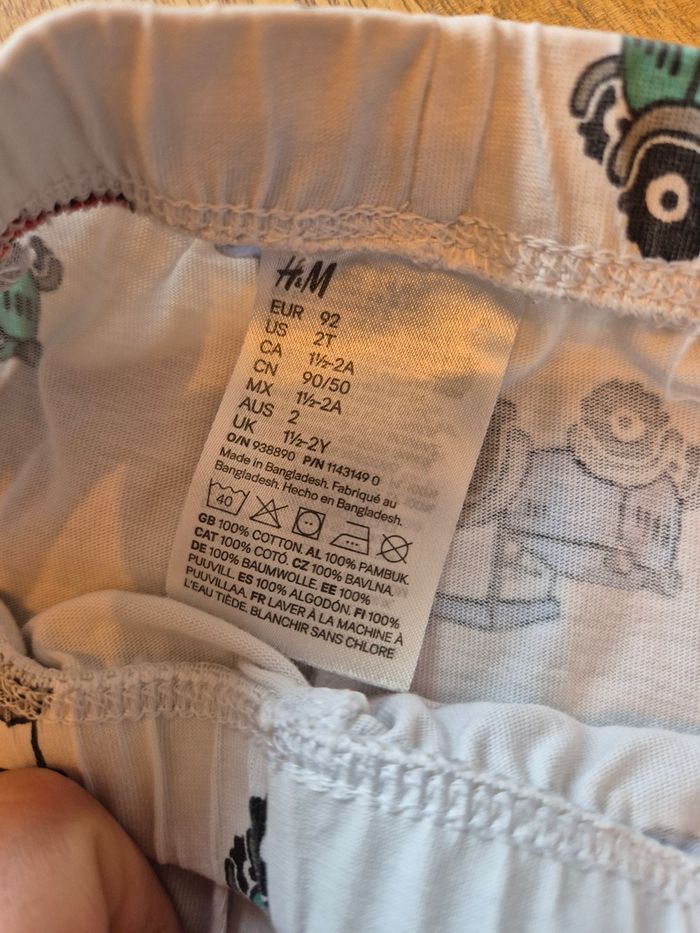 H&M
EUR 92
US 2T
CA 1½-2A
CN 90/50
MX 1½-2A
AUS 2
UK 1½-2Y
O/N 938890 P/N 1143149 0
Made in Bangladesh. Fabriqué au
Bangladesh. Hecho en Bangladesh.
40
GB 100% COTTON. AL 100% PAMBUK.
CAT 100% COTÓ. CZ 100% BAVLNA.
DE 100% BAUMWOLLE. EE 100%
PUUVILL. ES 100% ALGODÓN. FI 100%
PUUVILLAA. FR LAVER À LA MACHINE À
L'EAU TIÈDE. BLANCHIR SANS CHLORE